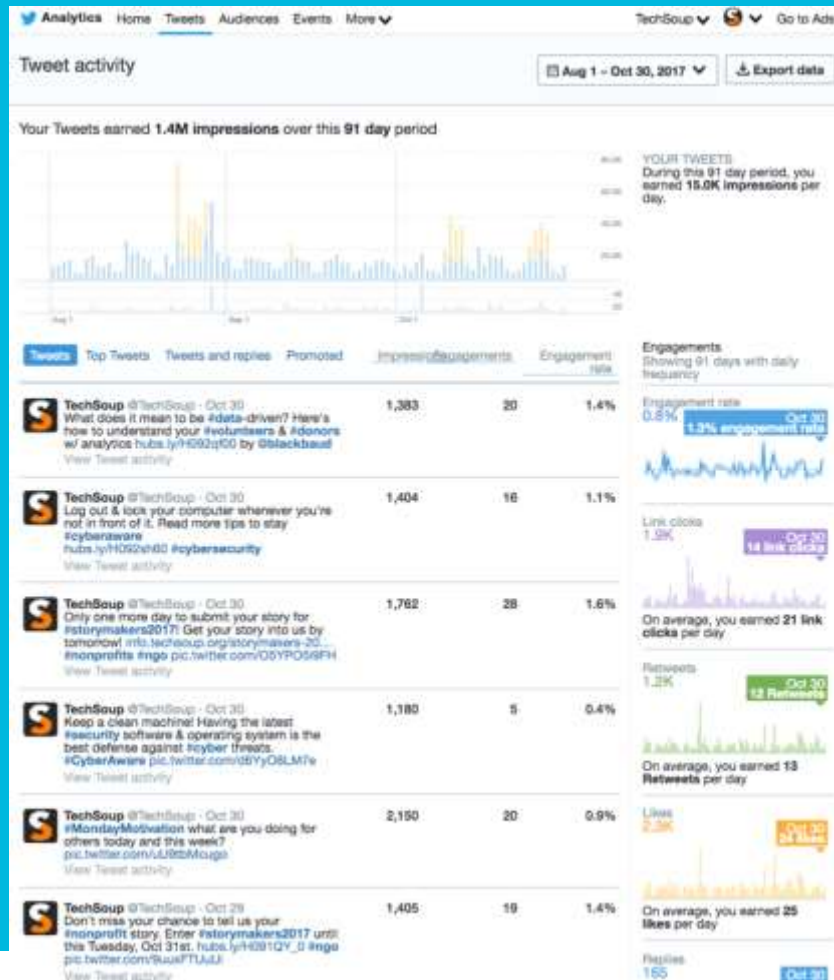 Analytics Home Tweets Audiences Events More
TechSoup Go to Ads
Tweet activity
Aug 1 – Oct 30, 2017
Export data
Your Tweets earned 1.4M impressions over this 91 day period
YOUR TWEETS
During this 91 day period, you
earned 15.0K impressions per
day.
Aug 1
Tweets Top Tweets Tweets and replies Promoted
Impressions Engagements Engagement
rate
TechSoup @TechSoup · Oct 30
What does it mean to be #data-driven? Here's
how to understand your #volunteers & #donors
w/ analytics by @blackbaud
View Tweet activity
1,383 20 1.4%
TechSoup @TechSoup · Oct 30
Log out & lock your computer whenever you're
not in front of it. Read more tips to stay
#cyberaware
#cybersecurity
View Tweet activity
1,404 16 1.1%
TechSoup @TechSoup · Oct 30
Only one more day to submit your story for
#storymakers2017! Get your story into us by
tomorrow! info.techsoup.org/storymakers-20...
#nonprofits #ngo
View Tweet activity
1,762 28 1.6%
TechSoup @TechSoup · Oct 30
Keep a clean machine! Having the latest
#security software & operating system is the
best defense against #cyber threats.
#CyberAware
View Tweet activity
1,180 5 0.4%
TechSoup @TechSoup · Oct 30
#MondayMotivation what are you doing for
others today and this week?
View Tweet activity
2,150 20 0.9%
TechSoup @TechSoup · Oct 29
Don't miss your chance to tell us your
#nonprofit story. Enter #storymakers2017 until
this Tuesday, Oct 31st. #ngo
View Tweet activity
1,405 19 1.4%
Engagements
Showing 91 days with daily
frequency
Engagement rate
0.8% Oct 30
1.3% engagement rate
Link clicks
1.9K Oct 30
14 link clicks
On average, you earned 21 link
clicks per day
Retweets
1.2K Oct 30
12 Retweets
On average, you earned 13
Retweets per day
Likes
2.3K Oct 30
24 likes
On average, you earned 25
likes per day
Replies
165 Oct 30